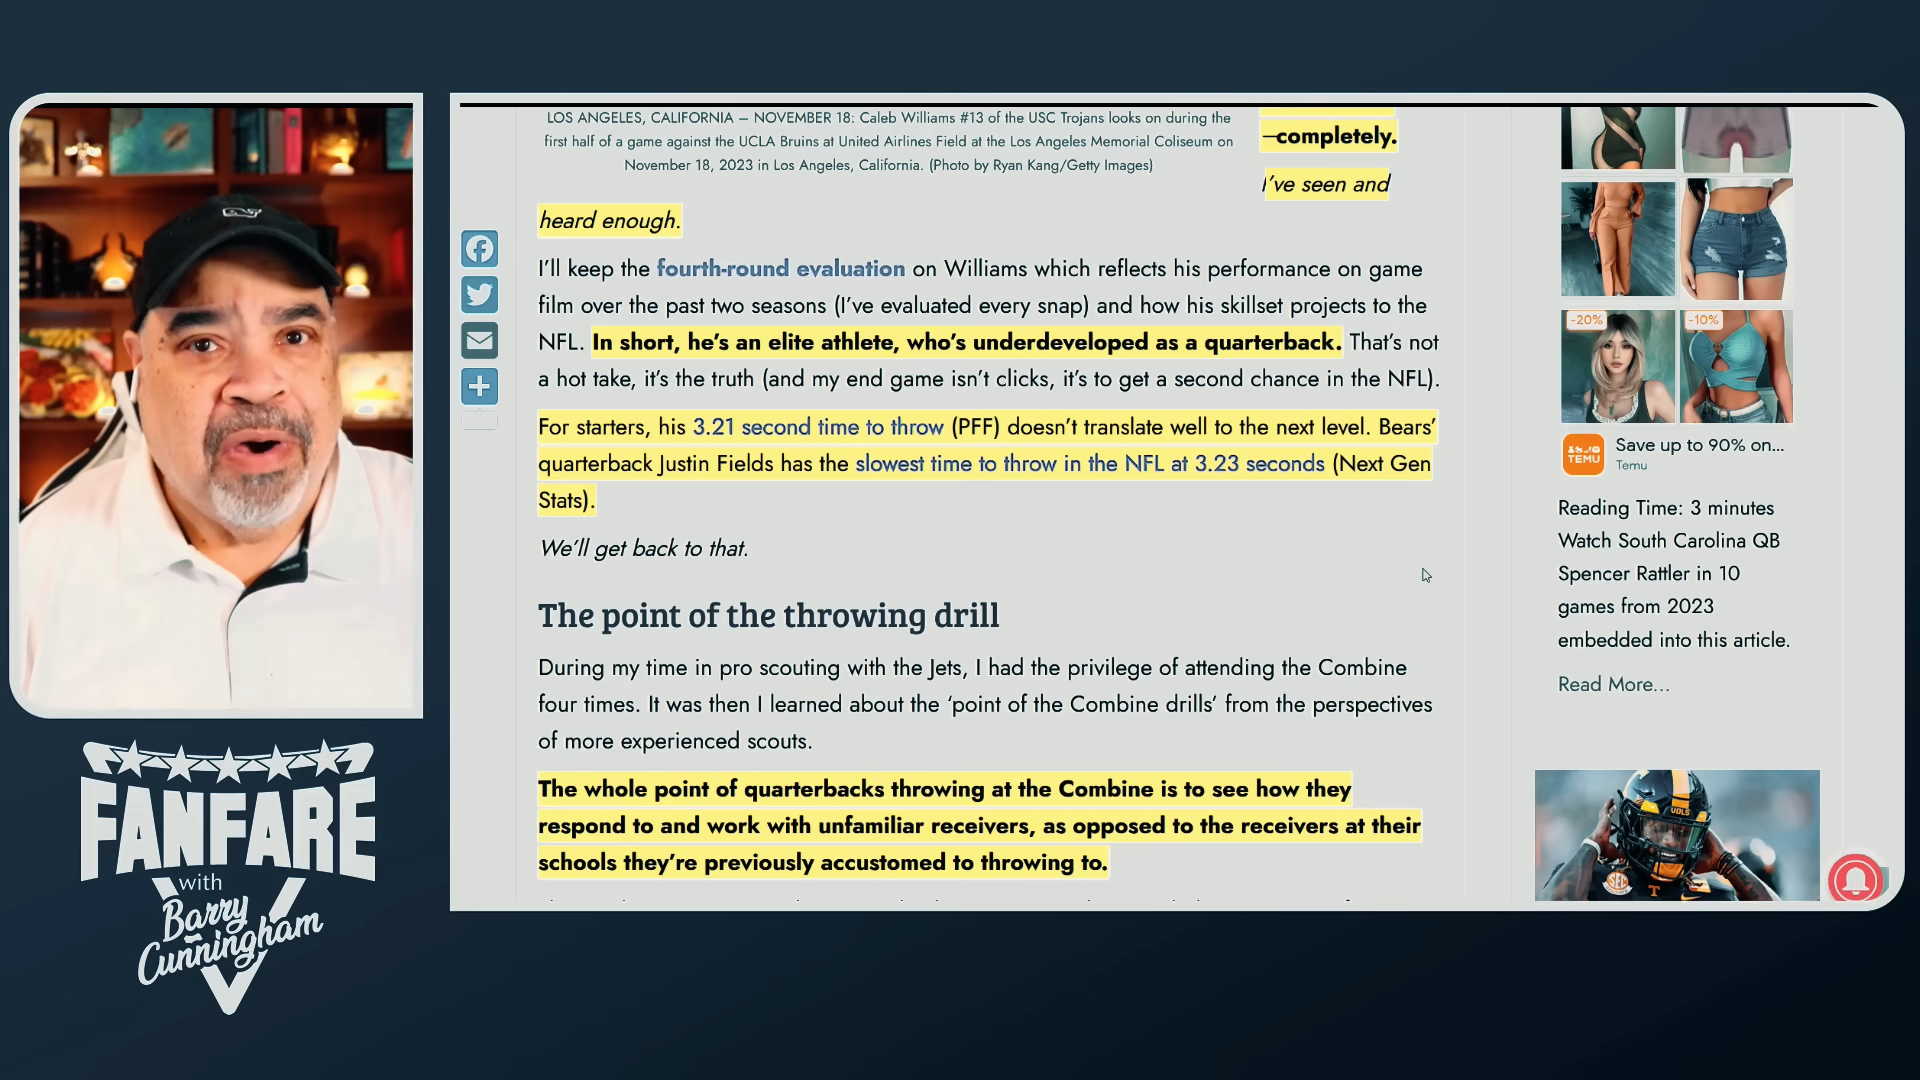 LOS ANGELES, CALIFORNIA – NOVEMBER 18: Caleb Williams #13 of the USC Trojans looks on during the
first half of a game against the UCLA Bruins at United Airlines Field at the Los Angeles Memorial Coliseum on
November 18, 2023 in Los Angeles, California. (Photo by Ryan Kang/Getty Images)
—completely.
I’ve seen and
heard enough.
I’ll keep the fourth-round evaluation on Williams which reflects his performance on game
film over the past two seasons (I’ve evaluated every snap) and how his skillset projects to the
NFL. In short, he’s an elite athlete, who’s underdeveloped as a quarterback. That’s not
a hot take, it’s the truth (and my end game isn’t clicks, it’s to get a second chance in the NFL).
For starters, his 3.21 second time to throw (PFF) doesn’t translate well to the next level. Bears’
quarterback Justin Fields has the slowest time to throw in the NFL at 3.23 seconds (Next Gen
Stats).
We’ll get back to that.
The point of the throwing drill
During my time in pro scouting with the Jets, I had the privilege of attending the Combine
four times. It was then I learned about the ‘point of the Combine drills’ from the perspectives
of more experienced scouts.
The whole point of quarterbacks throwing at the Combine is to see how they
respond to and work with unfamiliar receivers, as opposed to the receivers at their
schools they’re previously accustomed to throwing to.
-20%
-10%
TEMU
Save up to 90% on...
Temu
Reading Time: 3 minutes
Watch South Carolina QB
Spencer Rattler in 10
games from 2023
embedded into this article.
Read More...
VOLS
SEC
T
FANFARE
with
Barry
Cunningham